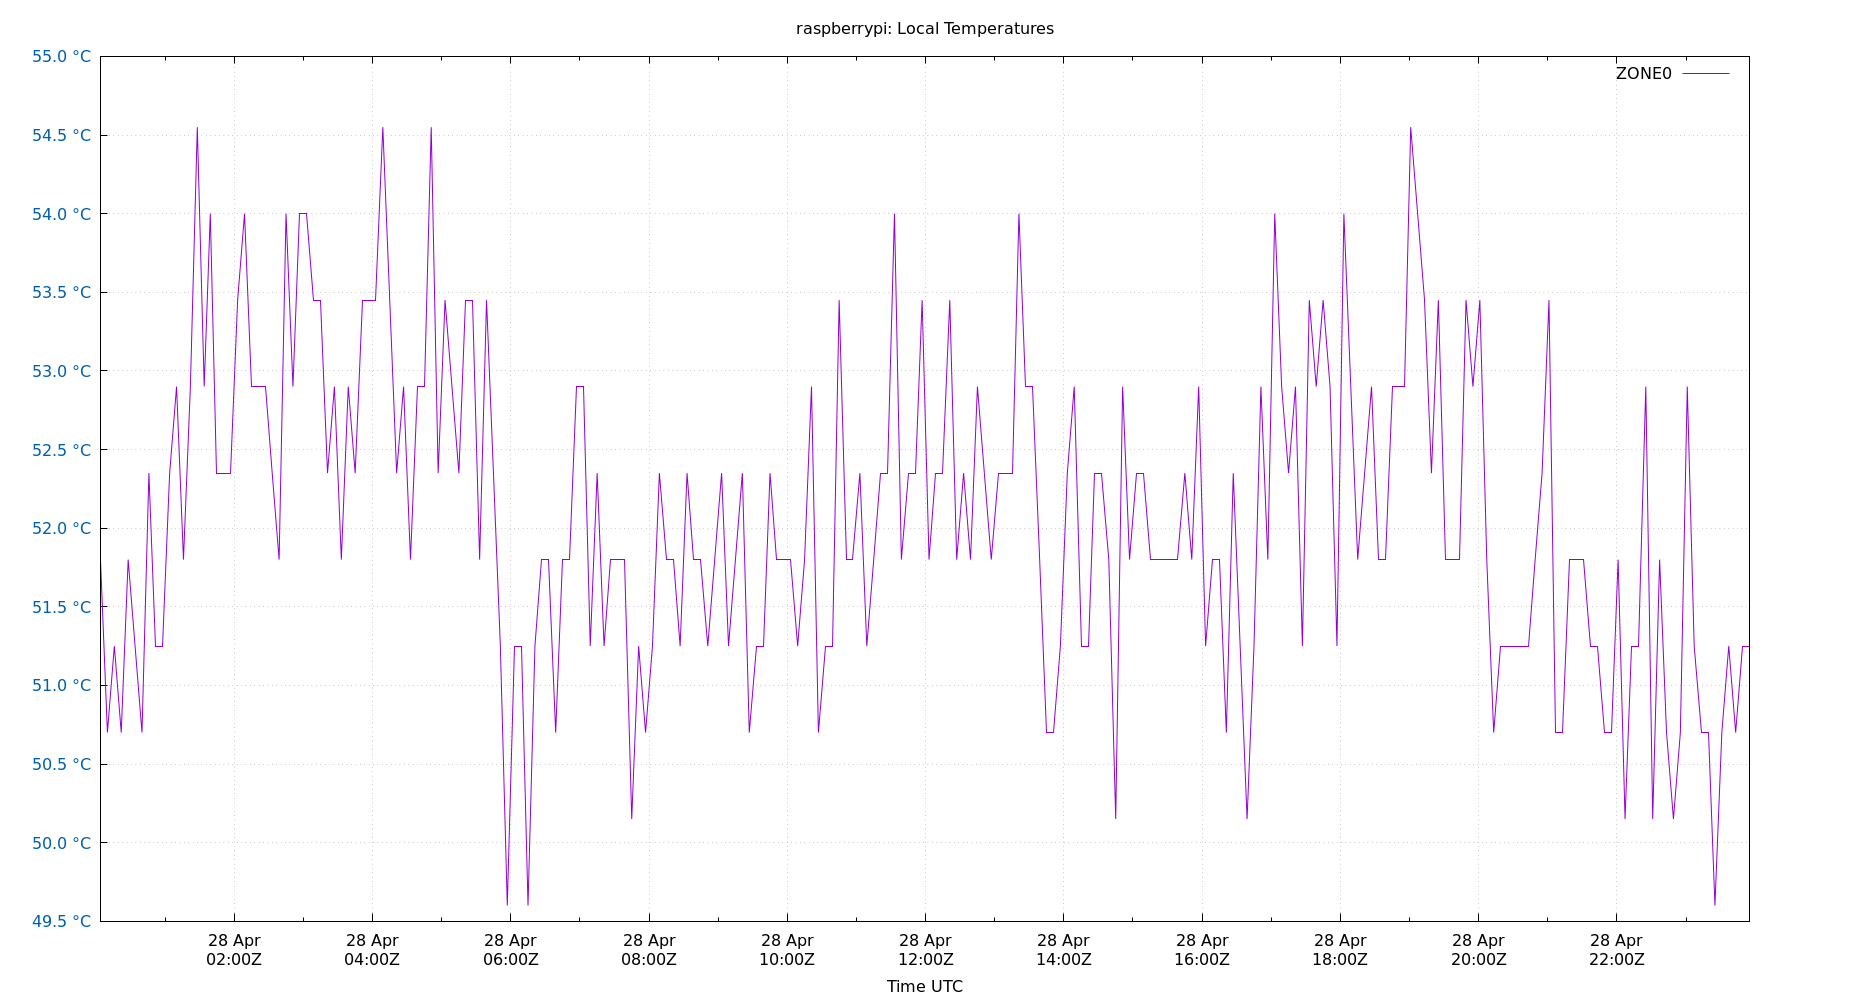 raspberrypi: Local Temperatures
55.0 °C
ZONE0
54.5 °C
54.0 °C
53.5 °C
53.0 °C
52.5 °C
52.0 °C
51.5 °C
51.0 °C
50.5 °C
50.0 °C
49.5 °C
28 Apr 28 Apr 28 Apr 28 Apr 28 Apr 28 Apr 28 Apr 28 Apr 28 Apr 28 Apr 28 Apr
02:00Z 04:00Z 06:00Z 08:00Z 10:00Z 12:00Z 14:00Z 16:00Z 18:00Z 20:00Z 22:00Z
Time UTC